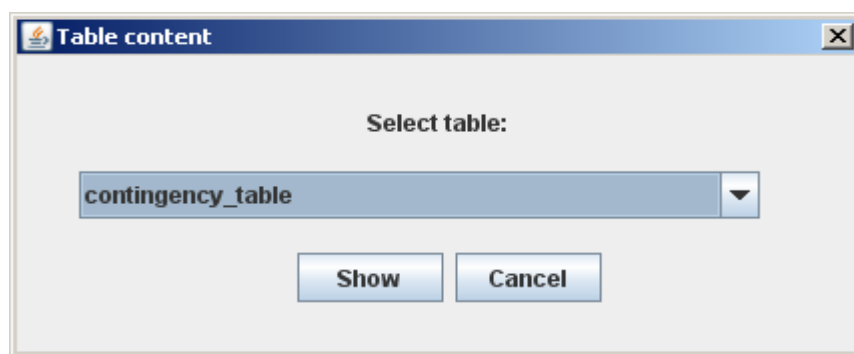 Table content
Select table:
contingency_table
Show Cancel